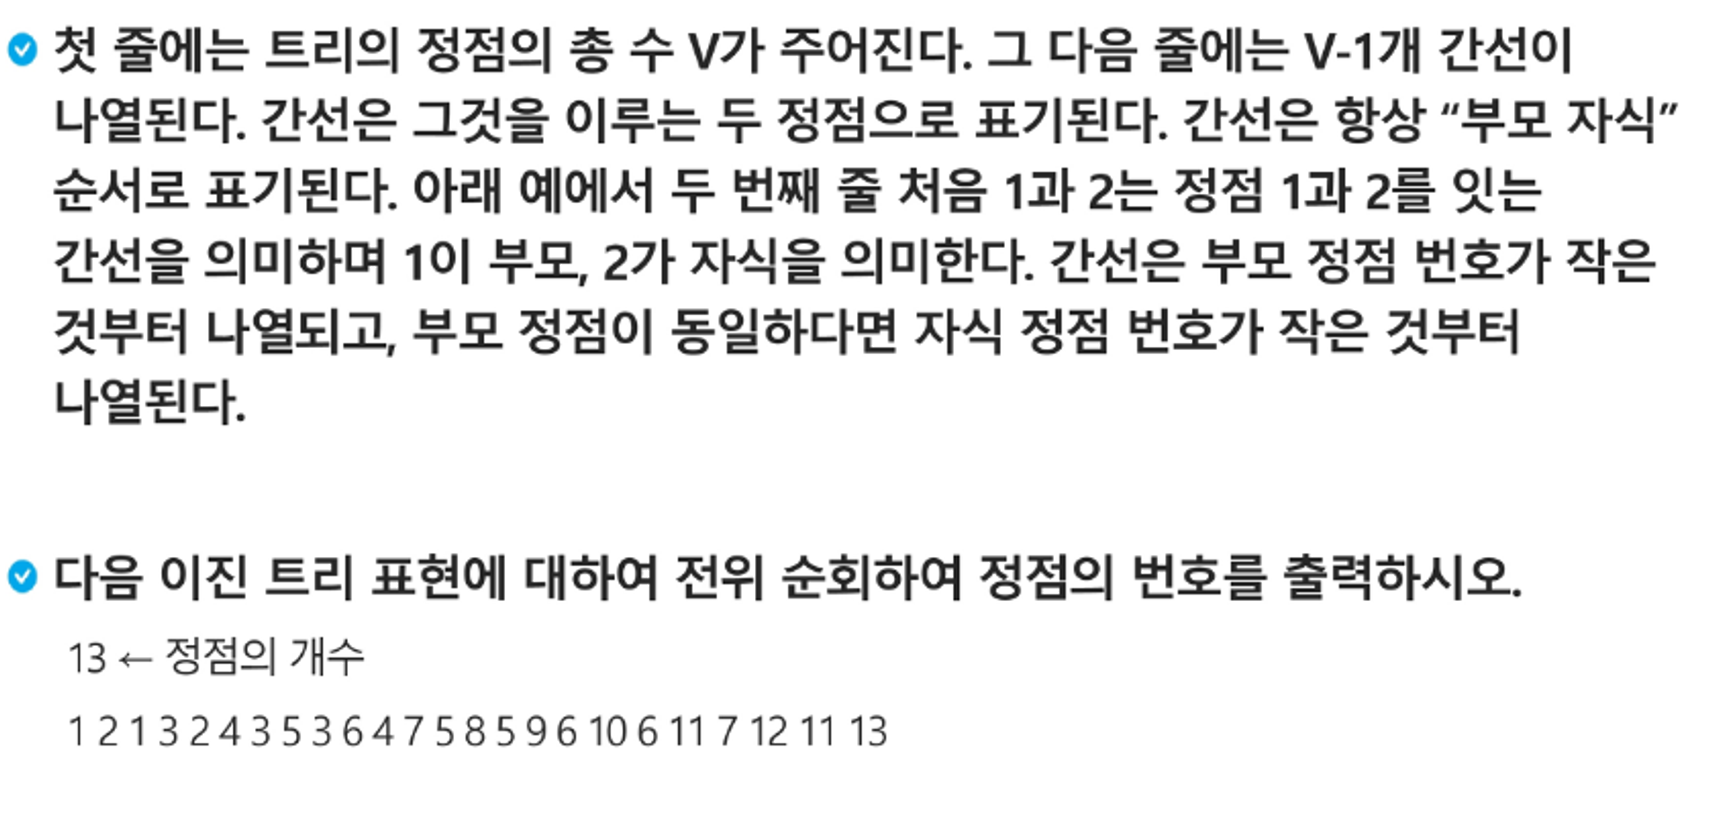 첫 줄에는 트리의 정점의 총 수 V가 주어진다. 그 다음 줄에는 V-1개 간선이
나열된다. 간선은 그것을 이루는 두 정점으로 표기된다. 간선은 항상 “부모 자식”
순서로 표기된다. 아래 예에서 두 번째 줄 처음 1과 2는 정점 1과 2를 잇는
간선을 의미하며 1이 부모, 2가 자식을 의미한다. 간선은 부모 정점 번호가 작은
것부터 나열되고, 부모 정점이 동일하다면 자식 정점 번호가 작은 것부터
나열된다.
다음 이진 트리 표현에 대하여 전위 순회하여 정점의 번호를 출력하시오.
13 ← 정점의 개수
1 2 1 3 2 4 3 5 3 6 4 7 5 8 5 9 6 10 6 11 7 12 11 13